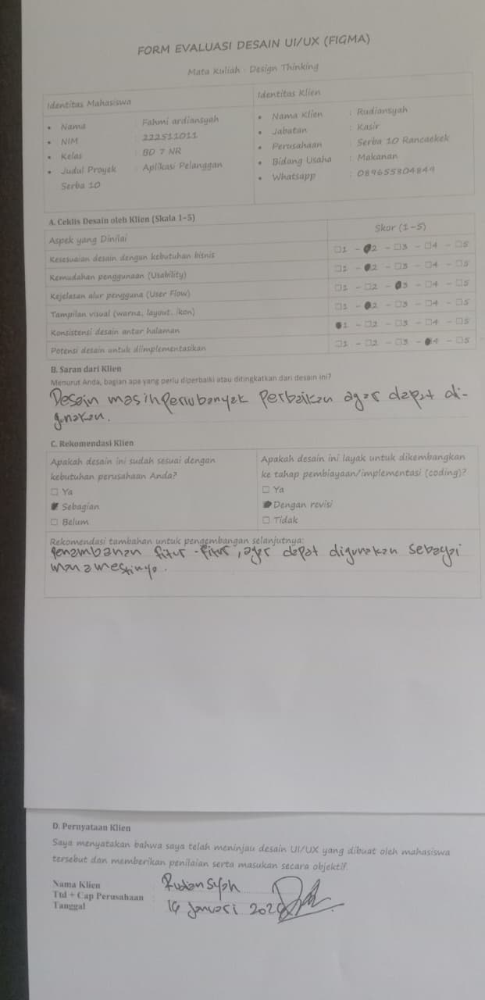 FORM EVALUASI DESAIN UI/UX (FIGMA)
Mata Kuliah : Design Thinking
Identitas Mahasiswa
• Nama : Fahmi ardiansyah
• NIM : 222511011
• Kelas : BD 7 NR
• Judul Proyek : Aplikasi Pelanggan
Serba 10
Identitas Klien
• Nama Klien : Rudiansyah
• Jabatan : Kasir
• Perusahaan : Serba 10 Rancaekek
• Bidang Usaha : Makanan
• Whatsapp : 089655804849
A. Ceklis Desain oleh Klien (Skala 1–5)
Aspek yang Dinilai Skor (1–5)
Kesesuaian desain dengan kebutuhan bisnis ☐1 – ●2 – ☐3 – ☐4 – ☐5
Kemudahan penggunaan (Usability) ☐1 – ●2 – ☐3 – ☐4 – ☐5
Kejelasan alur pengguna (User Flow) ☐1 – ☐2 – ●3 – ☐4 – ☐5
Tampilan visual (warna, layout, ikon) ☐1 – ●2 – ☐3 – ☐4 – ☐5
Konsistensi desain antar halaman ●1 – ☐2 – ☐3 – ☐4 – ☐5
Potensi desain untuk diimplementasikan ☐1 – ☐2 – ☐3 – ●4 – ☐5
B. Saran dari Klien
Menurut Anda, bagian apa yang perlu diperbaiki atau ditingkatkan dari desain ini?
Desain masih perlu banyak perbaikan agar dapat di-
gunakan.
C. Rekomendasi Klien
Apakah desain ini sudah sesuai dengan
kebutuhan perusahaan Anda?
☐ Ya
■ Sebagian
☐ Belum
Apakah desain ini layak untuk dikembangkan
ke tahap pembiayaan/implementasi (coding)?
☐ Ya
■ Dengan revisi
☐ Tidak
Rekomendasi tambahan untuk pengembangan selanjutnya:
Penambanan fitur-fitur, agar dapat digunakan sebagai
mana mestinya.
D. Pernyataan Klien
Saya menyatakan bahwa saya telah meninjau desain UI/UX yang dibuat oleh mahasiswa
tersebut dan memberikan penilaian serta masukan secara objektif.
Nama Klien Rudiansyah
Ttd + Cap Perusahaan
Tanggal Januari